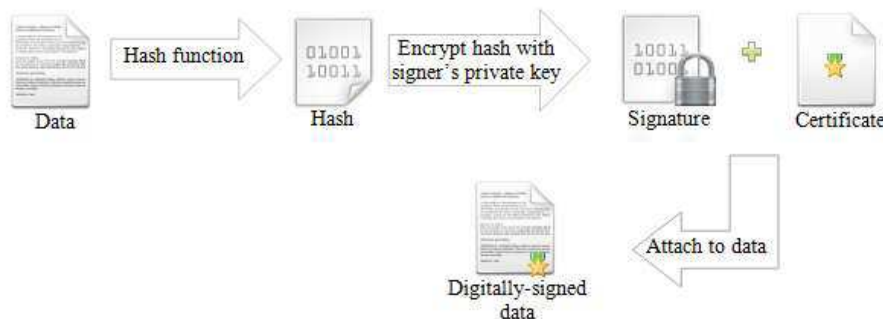 Data
Hash function
01001
10011
Hash
Encrypt hash with
signer’s private key
10011
Signature
Certificate
Attach to data
Digitally-signed
data